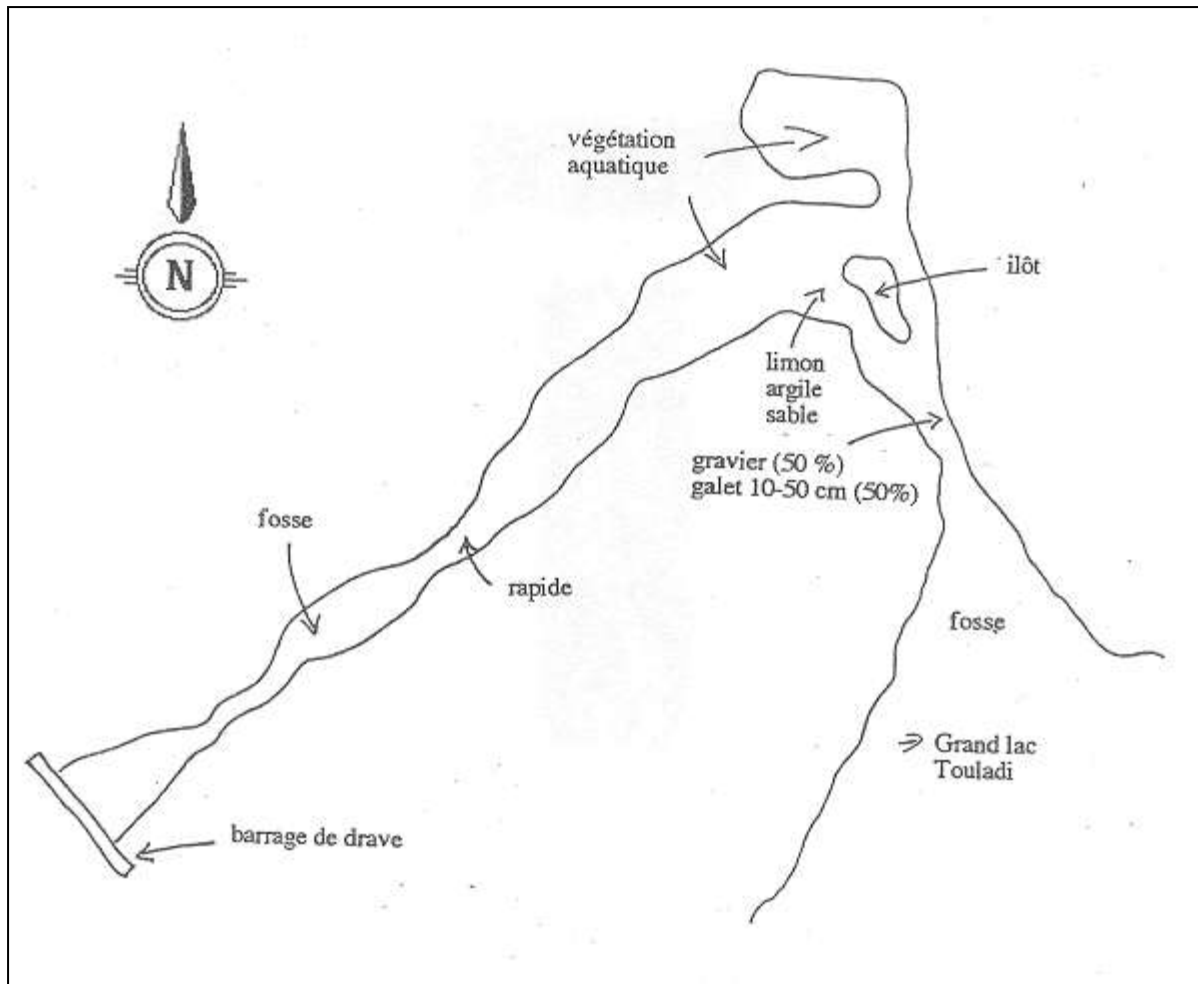 végétation
aquatique
N
ilôt
limon
argile
sable
gravier (50 %)
galet 10-50 cm (50%)
fosse
rapide
fosse
Grand lac
Touladi
barrage de drave